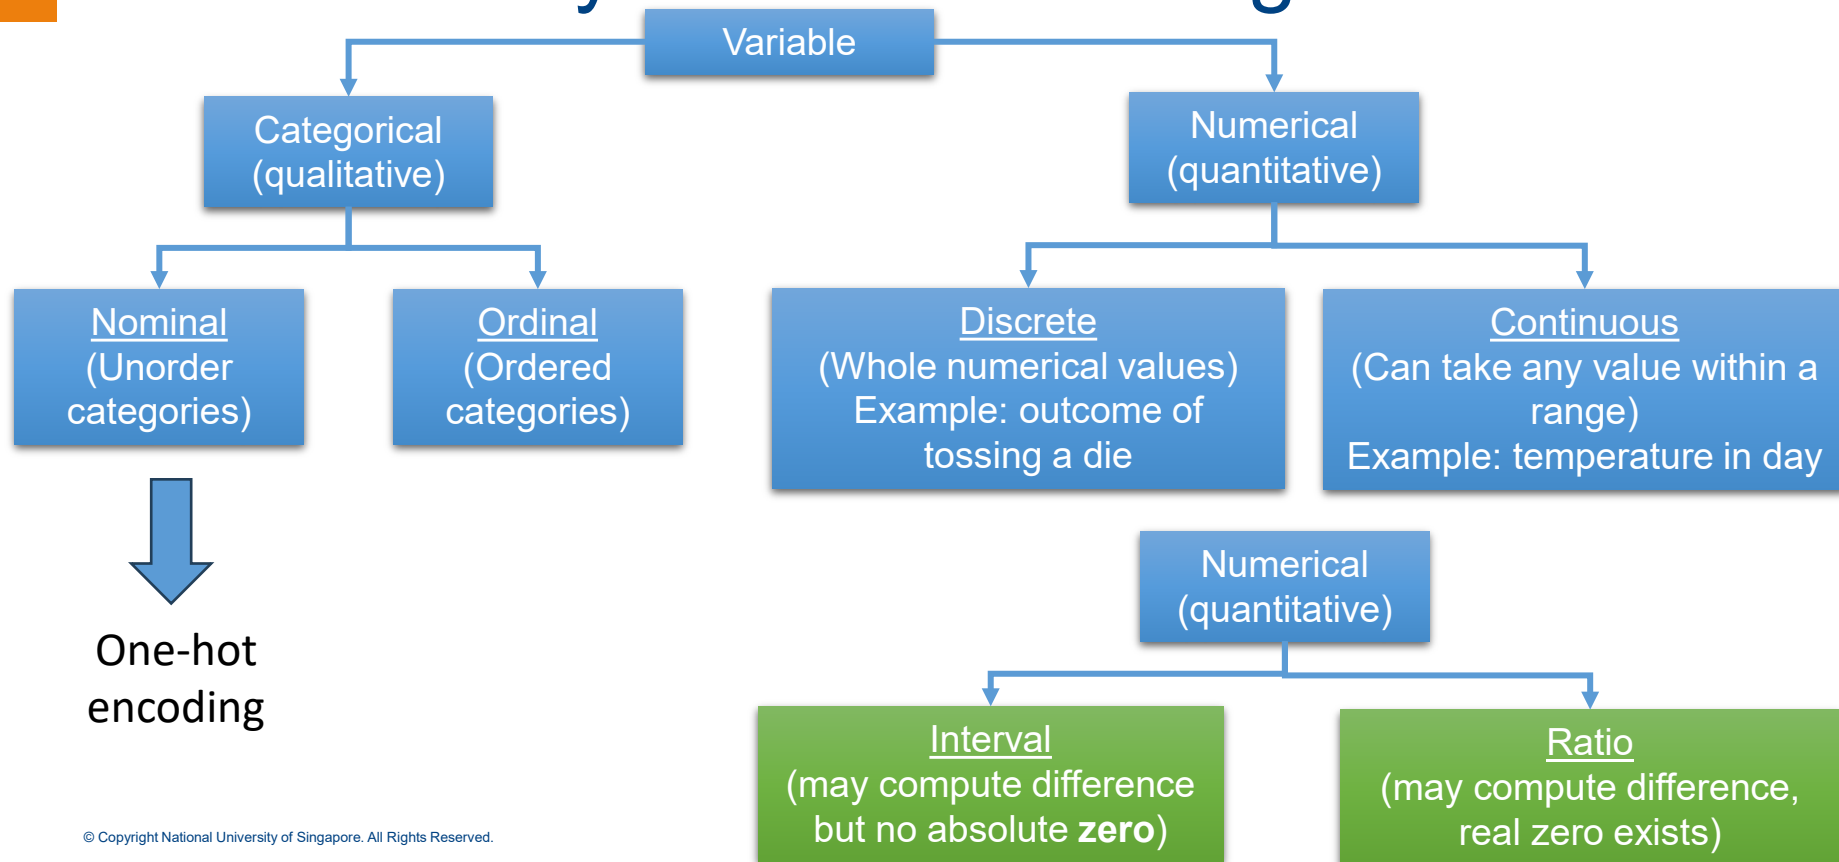 Variable
Categorical
(qualitative)
Numerical
(quantitative)
Nominal
(Unorder
categories)
Ordinal
(Ordered
categories)
Discrete
(Whole numerical values)
Example: outcome of
tossing a die
Continuous
(Can take any value within a
range)
Example: temperature in day
One-hot
encoding
Numerical
(quantitative)
Interval
(may compute difference
but no absolute zero)
Ratio
(may compute difference,
real zero exists)
© Copyright National University of Singapore. All Rights Reserved.